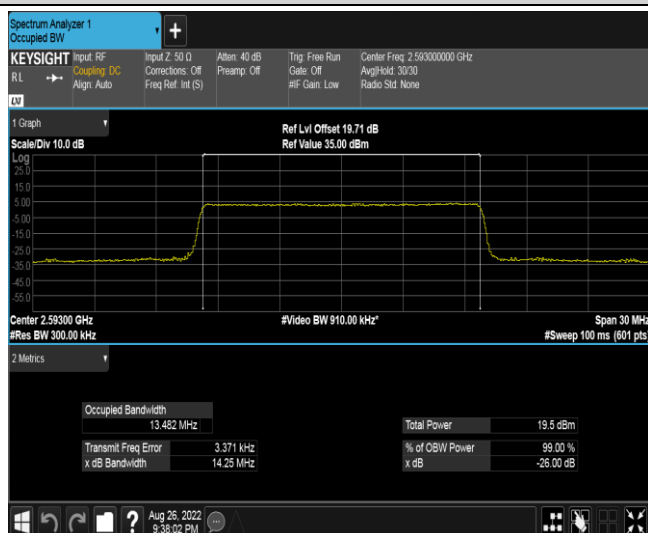 Spectrum Analyzer 1
Occupied BW
+
KEYSIGHT
RL
LXI
Input: RF
Coupling: DC
Align: Auto
Input Z: 50 Ω
Corrections: Off
Freq Ref: Int (S)
Atten: 40 dB
Preamp: Off
Trig: Free Run
Gate: Off
#IF Gain: Low
Center Freq: 2.593000000 GHz
Avg|Hold: 30/30
Radio Std: None
1 Graph
Scale/Div 10.0 dB
Ref Lvl Offset 19.71 dB
Ref Value 35.00 dBm
Log
25.0
15.0
5.00
-5.00
-15.0
-25.0
-35.0
-45.0
-55.0
Center 2.59300 GHz
#Res BW 300.00 kHz
#Video BW 910.00 kHz*
Span 30 MHz
#Sweep 100 ms (601 pts)
2 Metrics
Occupied Bandwidth
13.482 MHz
Transmit Freq Error 3.371 kHz
x dB Bandwidth 14.25 MHz
Total Power 19.5 dBm
% of OBW Power 99.00 %
x dB -26.00 dB
?
Aug 26, 2022
9:38:02 PM